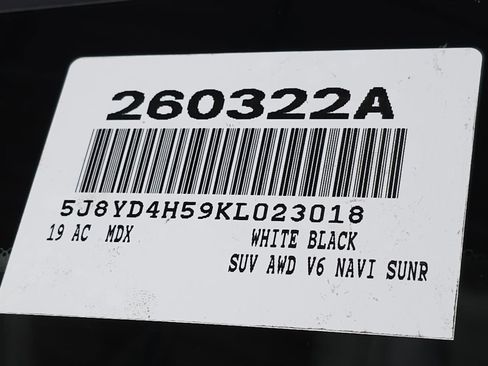 260322A
5J8YD4H59KL023018
19 AC MDX WHITE BLACK
SUV AWD V6 NAVI SUNR